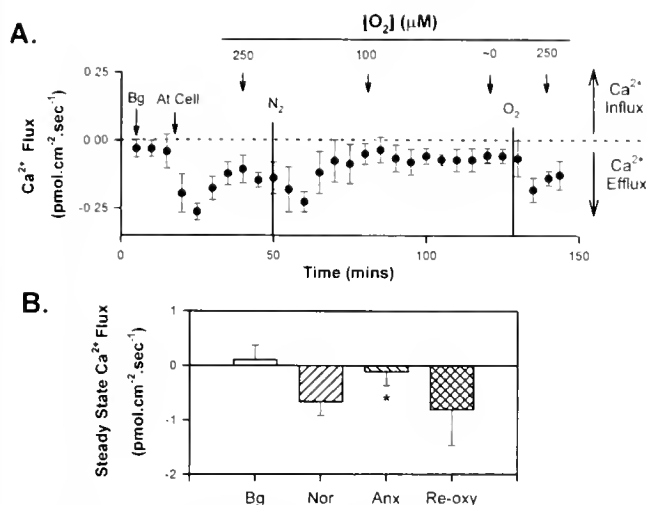 A.
[O₂] (μM)
250
100
~0
250
Bg
At Cell
N₂
O₂
Ca²⁺ Flux
(pmol.cm⁻².sec⁻¹)
0.25
0.00
-0.25
Ca²⁺
Influx
Ca²⁺
Efflux
0
50
100
150
Time (mins)
B.
Steady State Ca²⁺ Flux
(pmol.cm⁻².sec⁻¹)
1
0
-1
-2
*
Bg
Nor
Anx
Re-oxy